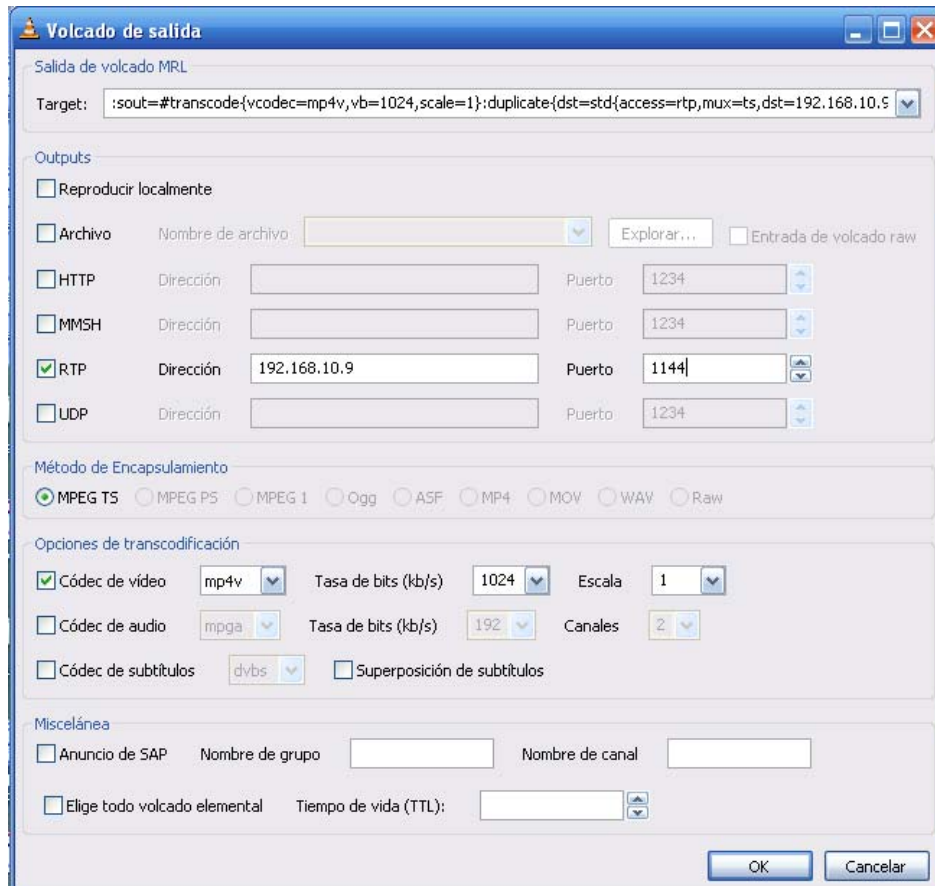 Volcado de salida
Salida de volcado MRL
Target: :sout=#transcode{vcodec=mp4v,vb=1024,scale=1}:duplicate{dst=std{access=rtp,mux=ts,dst=192.168.10.9
Outputs
Reproducir localmente
Archivo Nombre de archivo Explorar... Entrada de volcado raw
HTTP Dirección Puerto 1234
MMSH Dirección Puerto 1234
RTP Dirección 192.168.10.9 Puerto 1144
UDP Dirección Puerto 1234
Método de Encapsulamiento
MPEG TS MPEG PS MPEG 1 Ogg ASF MP4 MOV WAV Raw
Opciones de transcodificación
Códec de vídeo mp4v Tasa de bits (kb/s) 1024 Escala 1
Códec de audio mpga Tasa de bits (kb/s) 192 Canales 2
Códec de subtítulos dvbs Superposición de subtítulos
Miscelánea
Anuncio de SAP Nombre de grupo Nombre de canal
Elige todo volcado elemental Tiempo de vida (TTL):
OK Cancelar